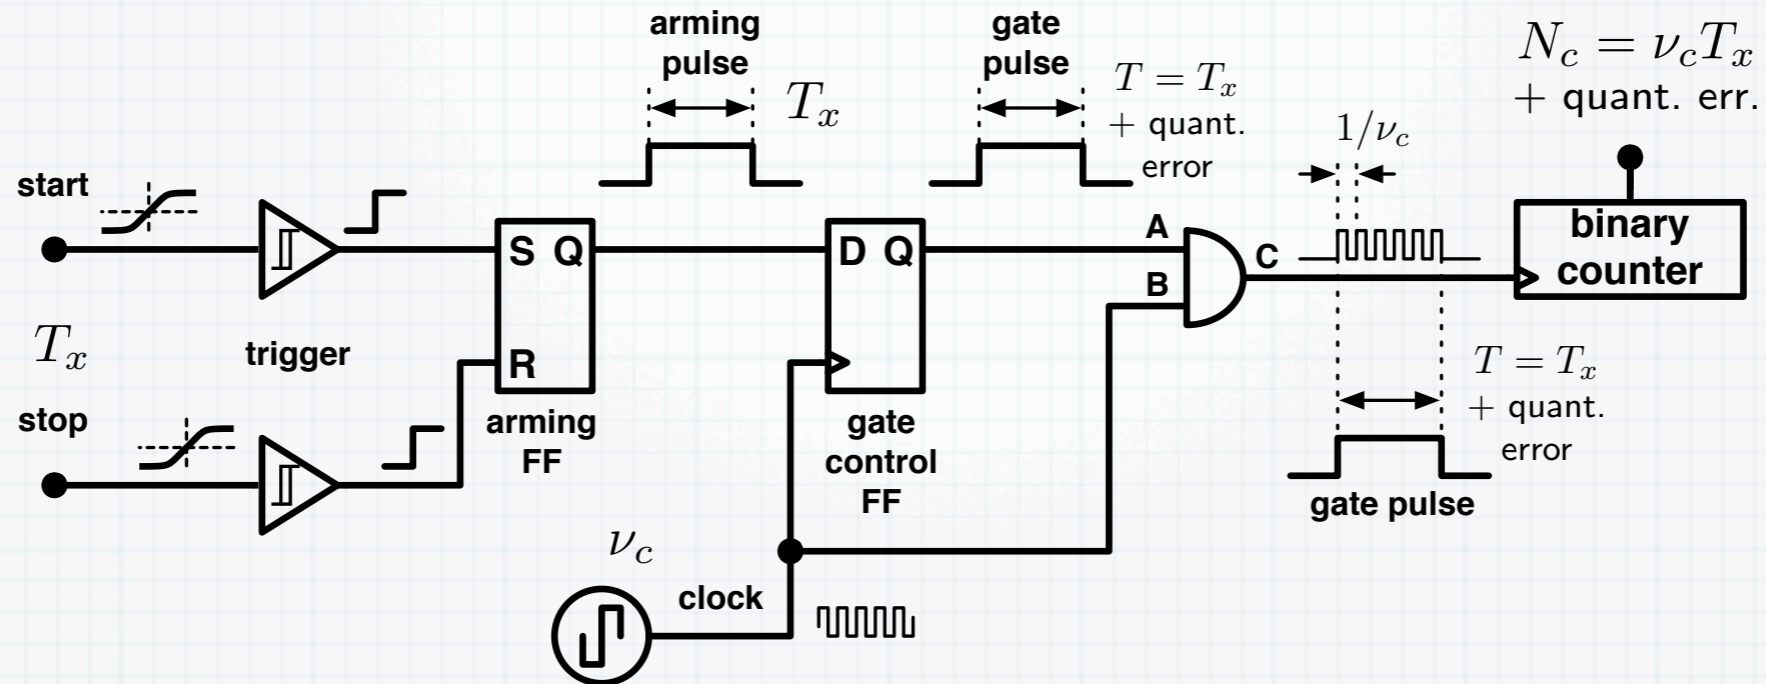 arming
pulse
T_x
gate
pulse
T = T_x
+ quant.
error
N_c = ν_c T_x
+ quant. err.
1/ν_c
start
S Q
D Q
A
B
C
binary
counter
T_x
trigger
R
stop
arming
FF
gate
control
FF
T = T_x
+ quant.
error
gate pulse
ν_c
clock